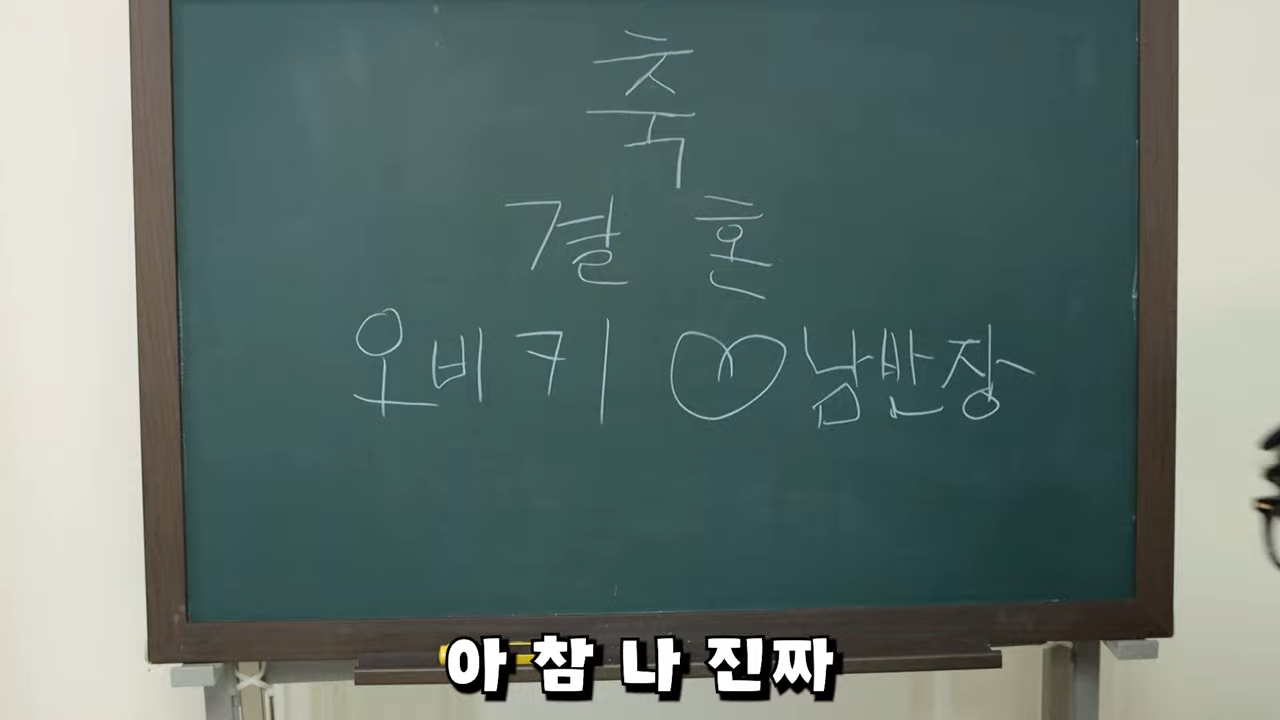 축
결 혼
오비키 ♡ 남반장
아 참 나 진짜